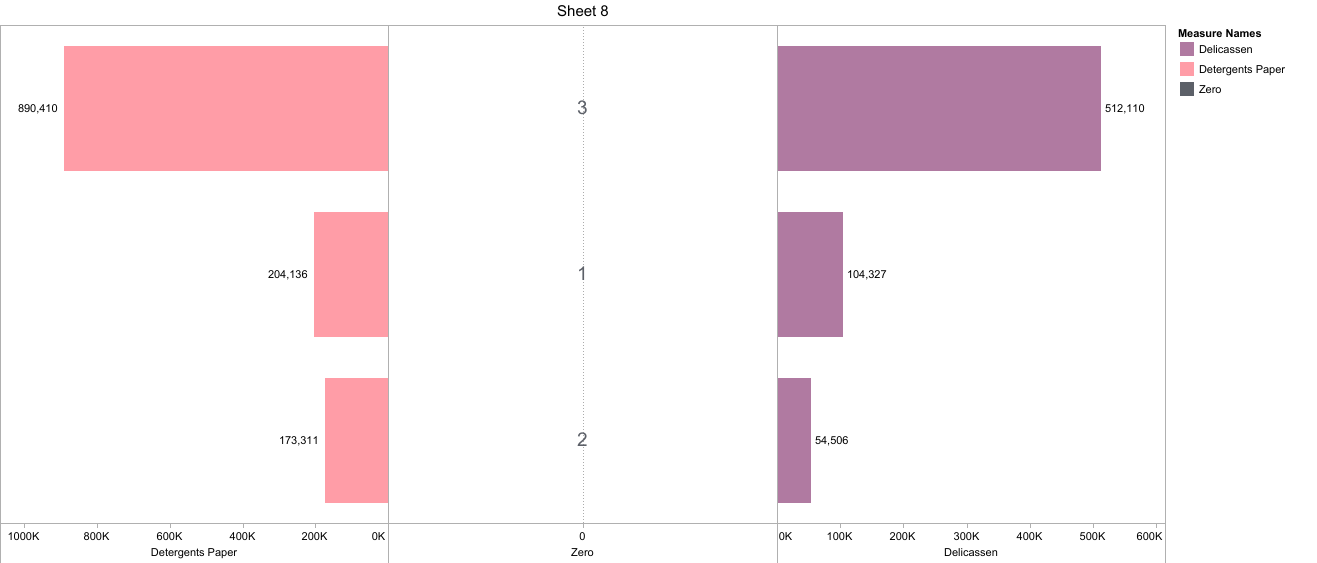 Sheet 8
Measure Names
Delicassen
Detergents Paper
Zero
890,410
3
512,110
204,136
1
104,327
173,311
2
54,506
1000K 800K 600K 400K 200K 0K
0
0K 100K 200K 300K 400K 500K 600K
Detergents Paper
Zero
Delicassen